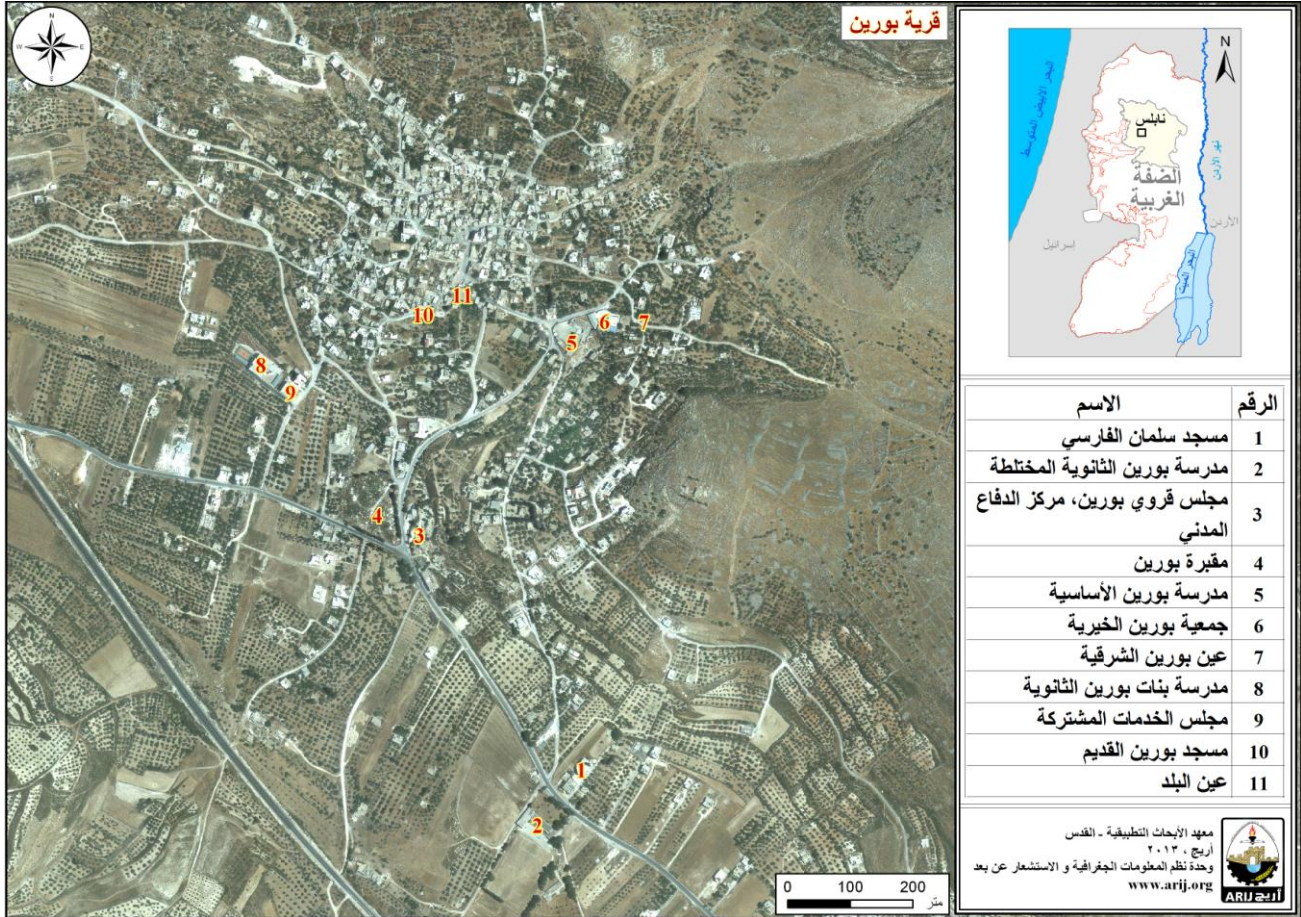 قرية بورين
N
W
E
S
10
11
6
7
5
8
9
4
3
1
2
0
100
200
متر
N
البحر الأبيض المتوسط
نابلس
نهر الأردن
الضفة
الغربية
الأردن
إسرائيل
البحر الميت
الرقم الاسم
1 مسجد سلمان الفارسي
2 مدرسة بورين الثانوية المختلطة
3 مجلس قروي بورين، مركز الدفاع
المدني
4 مقبرة بورين
5 مدرسة بورين الأساسية
6 جمعية بورين الخيرية
7 عين بورين الشرقية
8 مدرسة بنات بورين الثانوية
9 مجلس الخدمات المشتركة
10 مسجد بورين القديم
11 عين البلد
معهد الأبحاث التطبيقية - القدس
أريج ، ٢٠١٣
وحدة نظم المعلومات الجغرافية و الاستشعار عن بعد
www.arij.org
أريج ARIJ